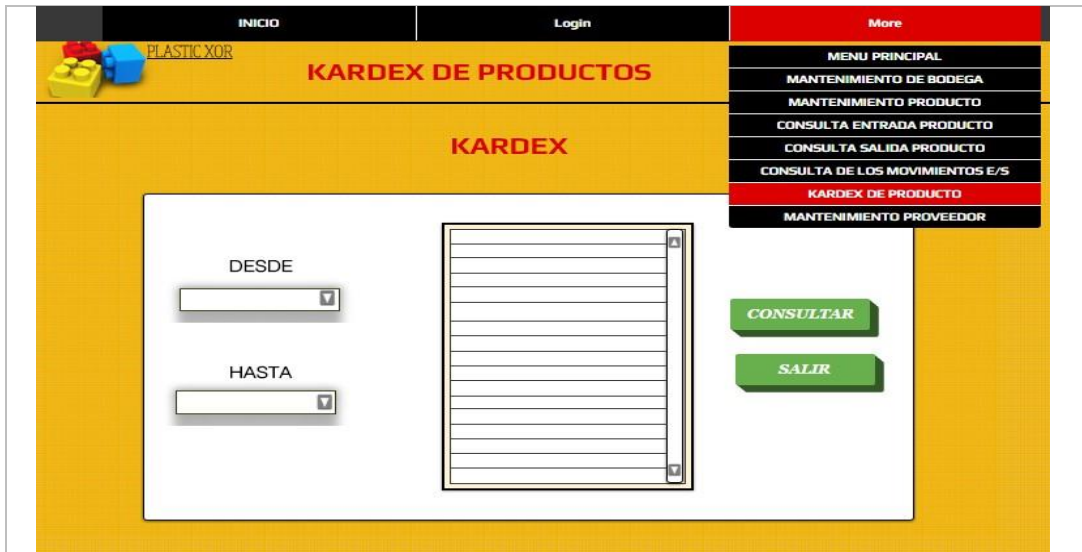 INICIO
Login
More
PLASTIC XOR
KARDEX DE PRODUCTOS
MENU PRINCIPAL
MANTENIMIENTO DE BODEGA
MANTENIMIENTO PRODUCTO
CONSULTA ENTRADA PRODUCTO
CONSULTA SALIDA PRODUCTO
CONSULTA DE LOS MOVIMIENTOS E/S
KARDEX DE PRODUCTO
MANTENIMIENTO PROVEEDOR
KARDEX
DESDE
HASTA
CONSULTAR
SALIR